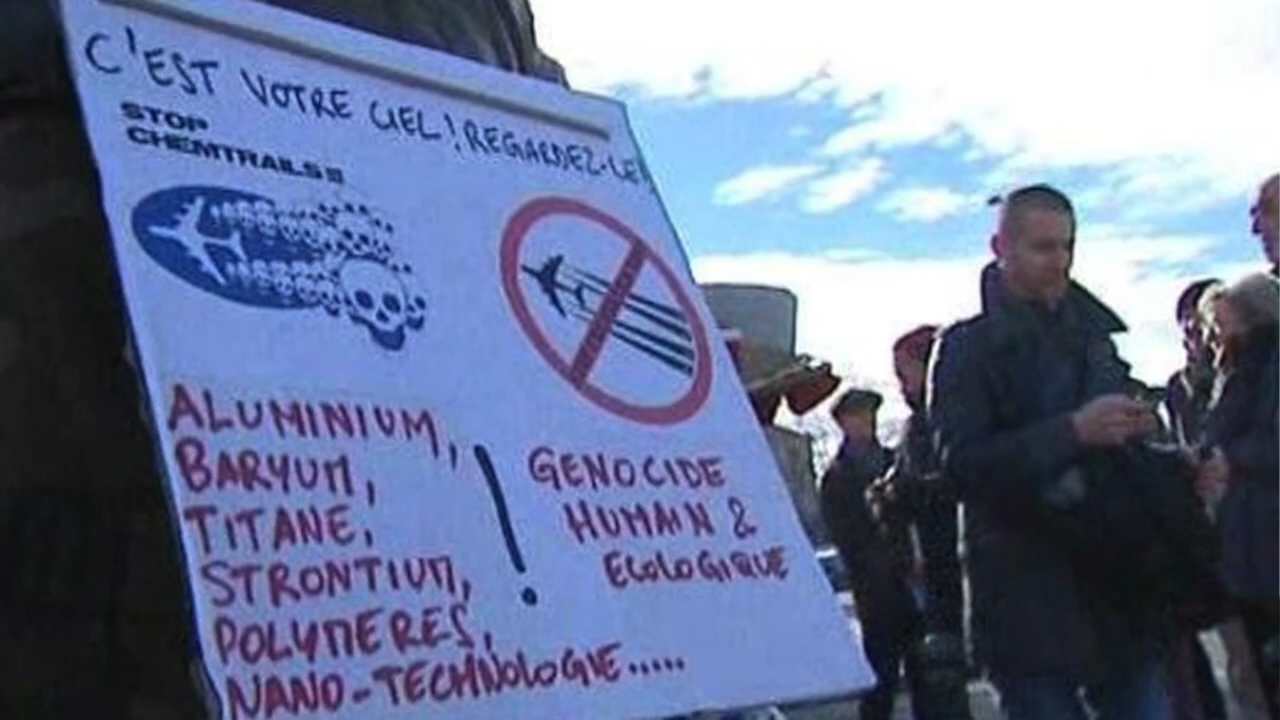 C'EST VOTRE CIEL! REGARDEZ-LE!
STOP
CHEMTRAILS!!!
ALUMINIUM,
BARYUM,
TITANE,
STRONTIUM,
POLYMERES,
NANO-TECHNOLOGIE.....
!
GENOCIDE
HUMAIN &
ECOLOGIQUE